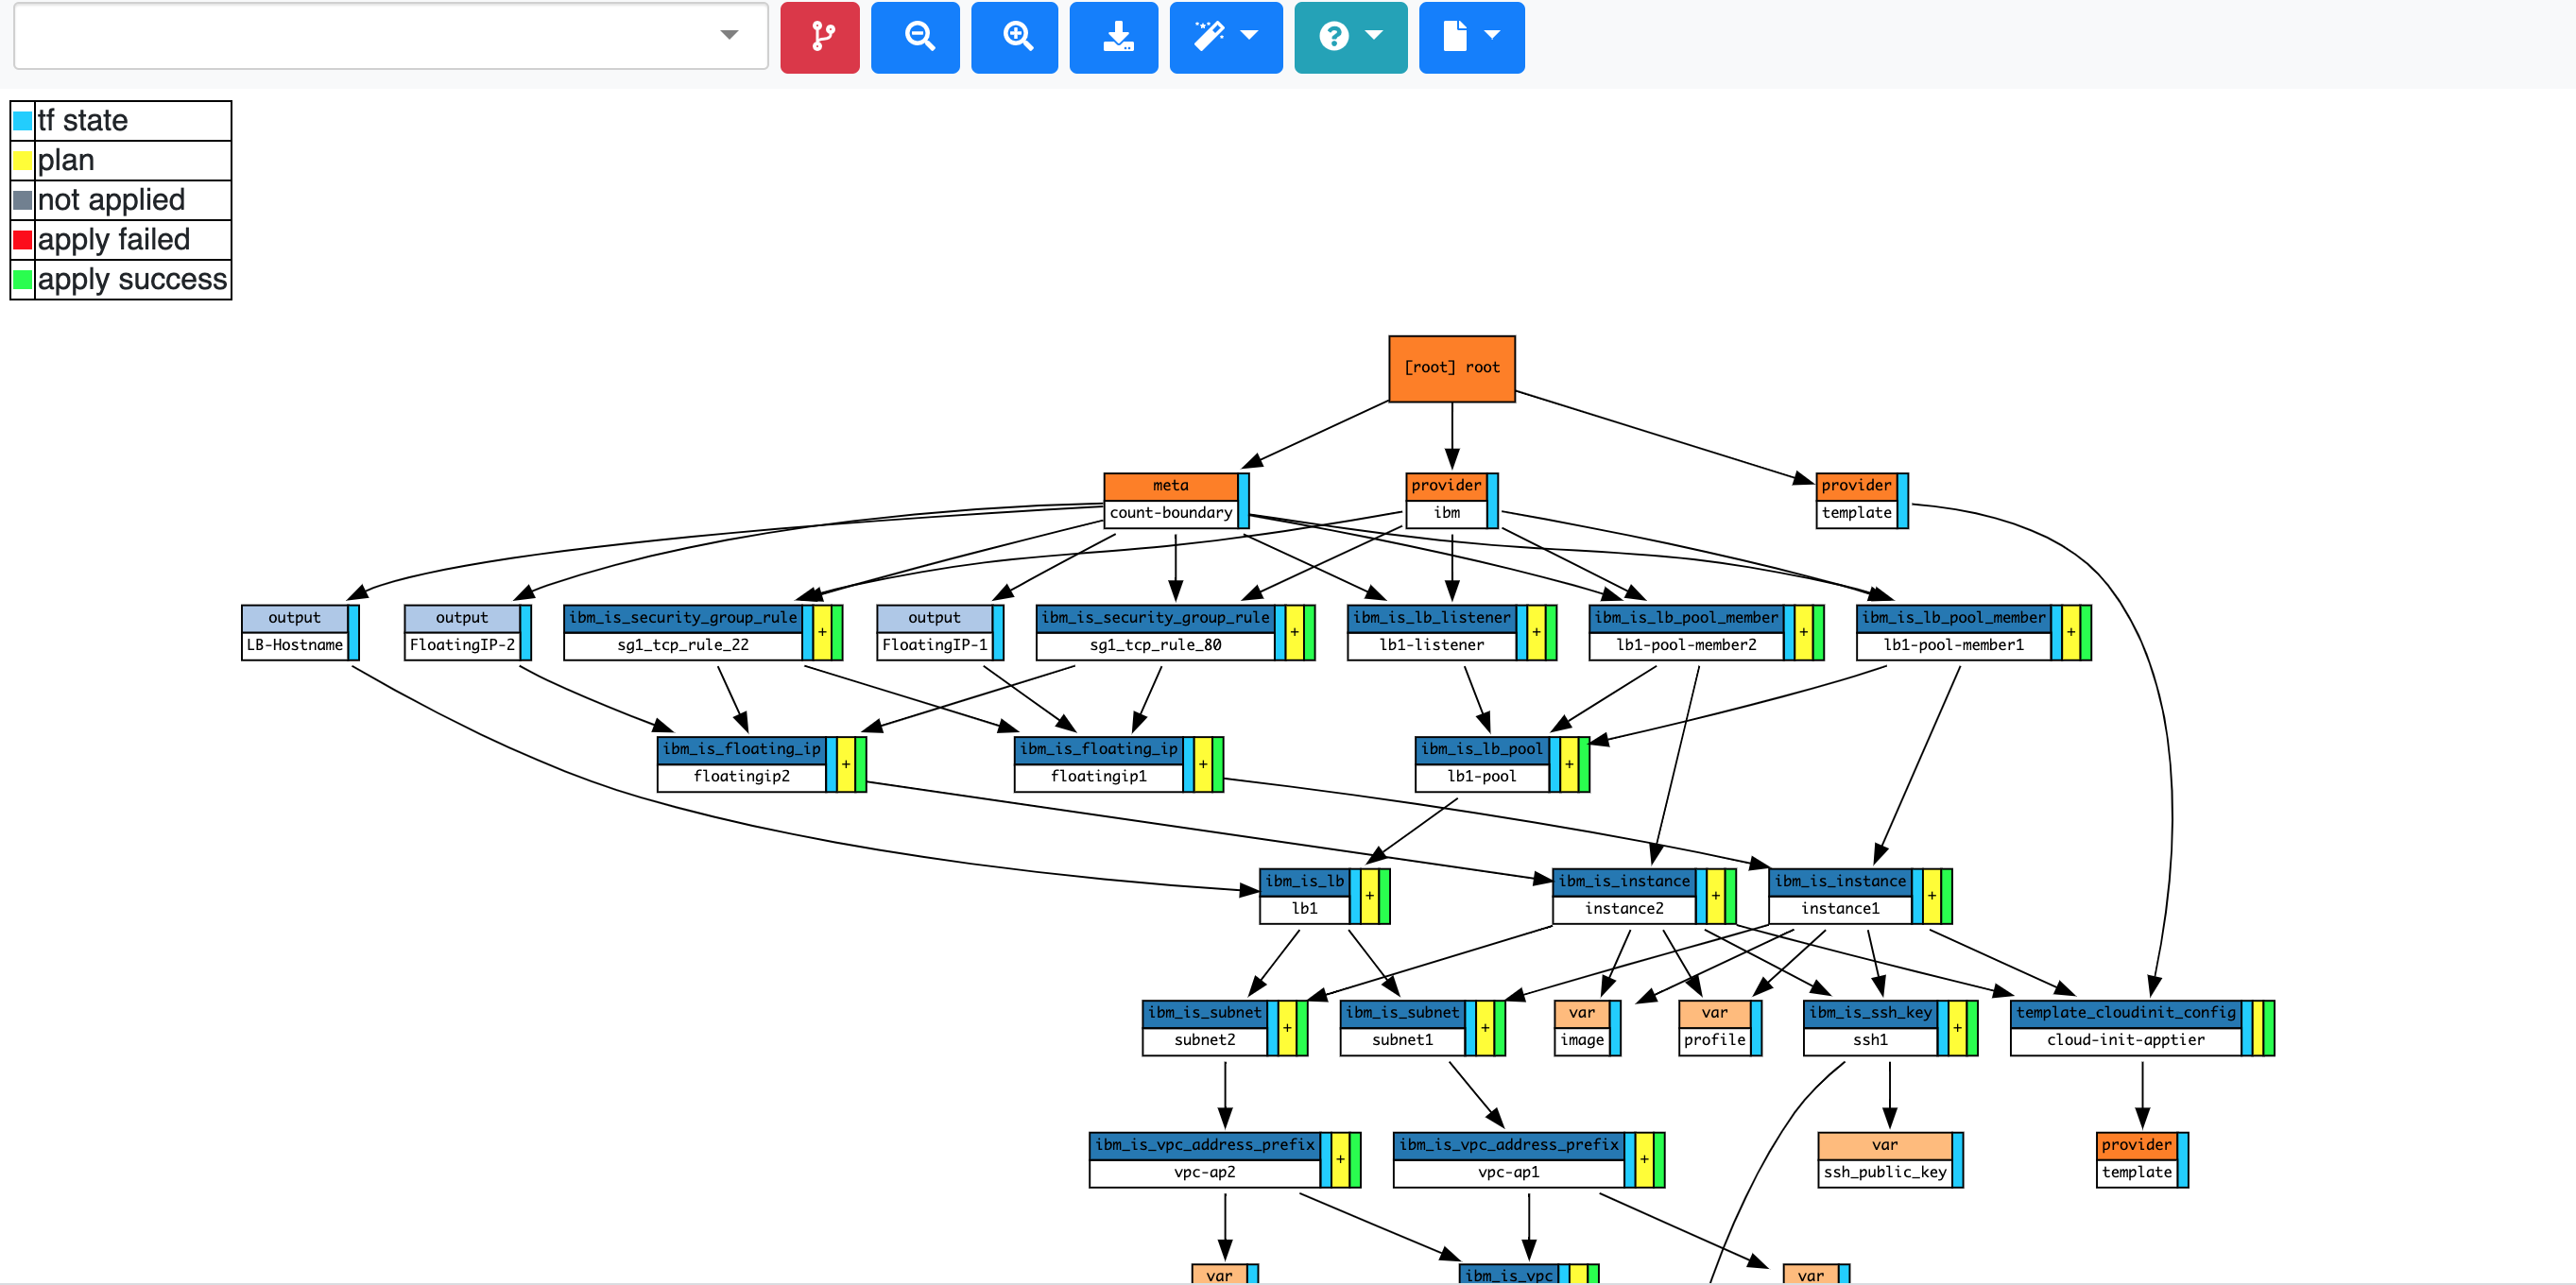 tf state
plan
not applied
apply failed
apply success
[root] root
meta
count-boundary
provider
ibm
provider
template
output
LB-Hostname
output
FloatingIP-2
ibm_is_security_group_rule
sg1_tcp_rule_22
+
output
FloatingIP-1
ibm_is_security_group_rule
sg1_tcp_rule_80
+
ibm_is_lb_listener
lb1-listener
+
ibm_is_lb_pool_member
lb1-pool-member2
+
ibm_is_lb_pool_member
lb1-pool-member1
+
ibm_is_floating_ip
floatingip2
+
ibm_is_floating_ip
floatingip1
+
ibm_is_lb_pool
lb1-pool
+
ibm_is_lb
lb1
+
ibm_is_instance
instance2
+
ibm_is_instance
instance1
+
ibm_is_subnet
subnet2
+
ibm_is_subnet
subnet1
+
var
image
var
profile
ibm_is_ssh_key
ssh1
+
template_cloudinit_config
cloud-init-apptier
ibm_is_vpc_address_prefix
vpc-ap2
+
ibm_is_vpc_address_prefix
vpc-ap1
+
var
ssh_public_key
provider
template
var
ibm_is_vpc
var